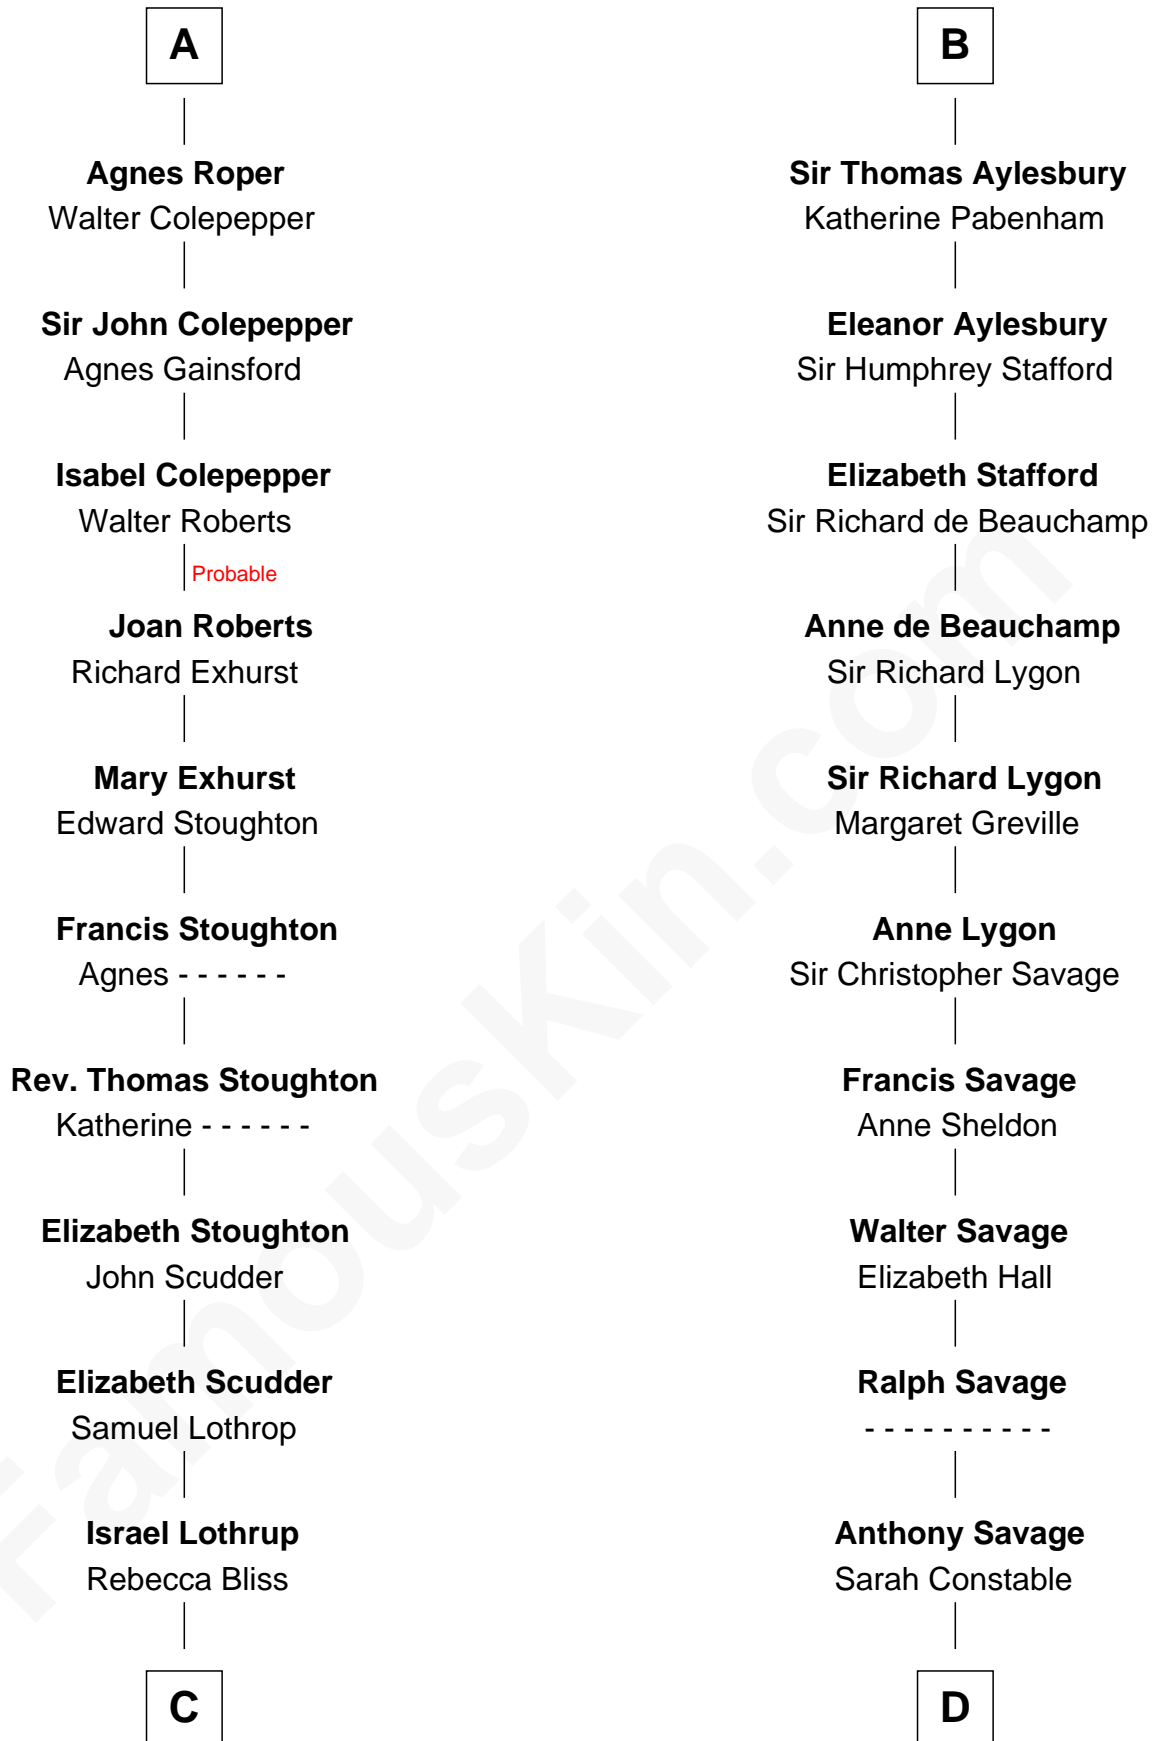 A
Agnes Roper
Walter Colepepper
Sir John Colepepper
Agnes Gainsford
Isabel Colepepper
Walter Roberts
Probable
Joan Roberts
Richard Exhurst
Mary Exhurst
Edward Stoughton
Francis Stoughton
Agnes - - - - - -
Rev. Thomas Stoughton
Katherine - - - - - -
Elizabeth Stoughton
John Scudder
Elizabeth Scudder
Samuel Lothrop
Israel Lothrup
Rebecca Bliss
C
B
Sir Thomas Aylesbury
Katherine Pabenham
Eleanor Aylesbury
Sir Humphrey Stafford
Elizabeth Stafford
Sir Richard de Beauchamp
Anne de Beauchamp
Sir Richard Lygon
Sir Richard Lygon
Margaret Greville
Anne Lygon
Sir Christopher Savage
Francis Savage
Anne Sheldon
Walter Savage
Elizabeth Hall
Ralph Savage
- - - - - - - - - -
Anthony Savage
Sarah Constable
D
FamousKin.com